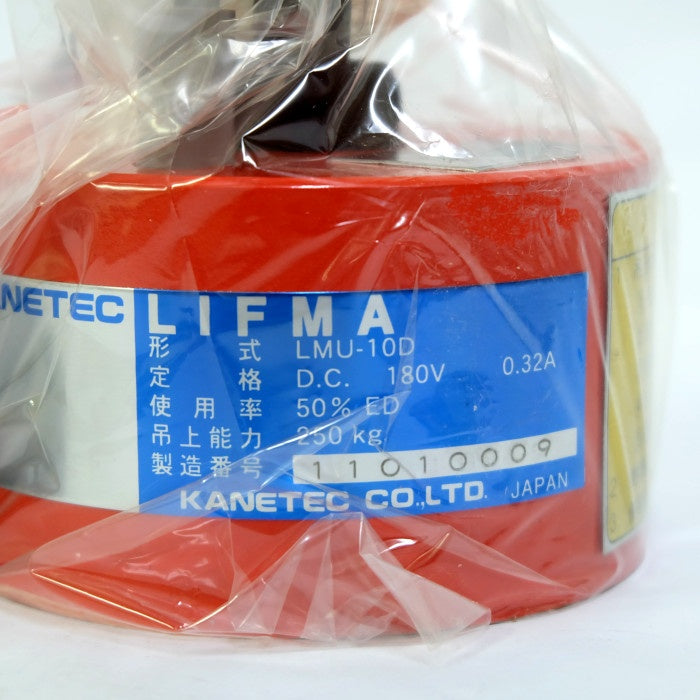 KANETEC LIFMA
形式 LMU-10D
定格 D.C. 180V 0.32A
使用率 50% ED
吊上能力 250 kg
製造番号 11010009
KANETEC CO.,LTD. JAPAN